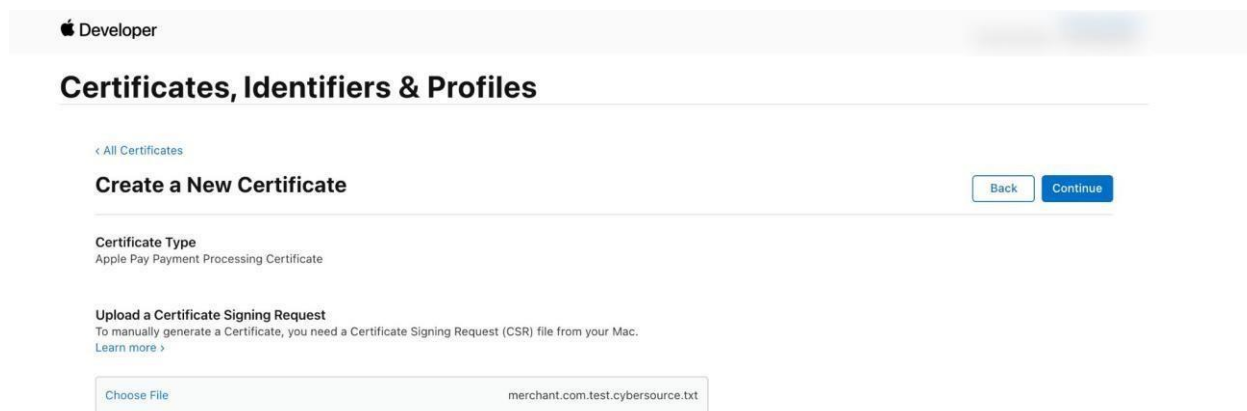 Developer
Certificates, Identifiers & Profiles
‹ All Certificates
Create a New Certificate
Back
Continue
Certificate Type
Apple Pay Payment Processing Certificate
Upload a Certificate Signing Request
To manually generate a Certificate, you need a Certificate Signing Request (CSR) file from your Mac.
Learn more ›
Choose File
merchant.com.test.cybersource.txt